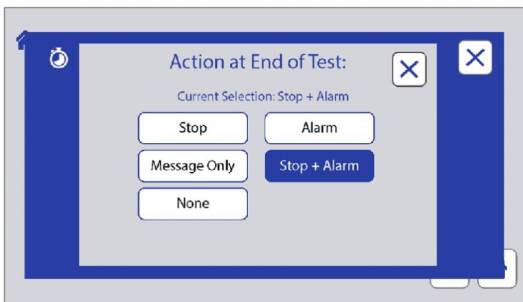 Action at End of Test:
Current Selection: Stop + Alarm
Stop
Alarm
Message Only
Stop + Alarm
None